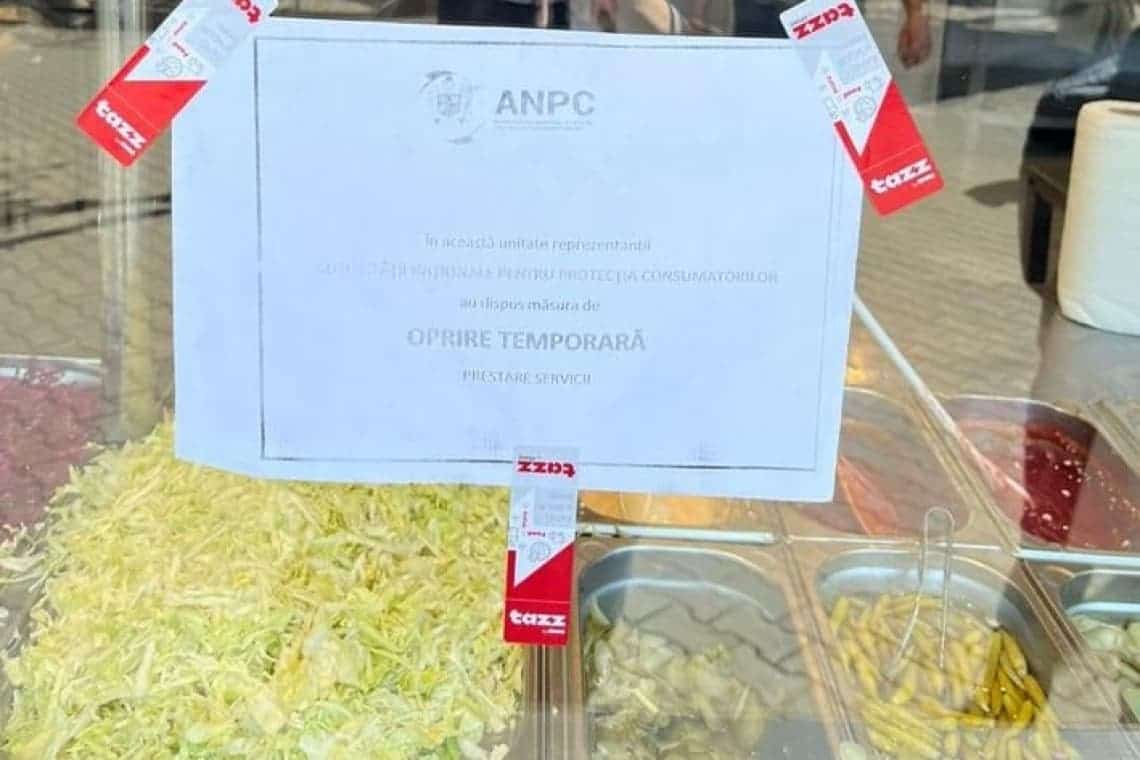 tazz
tazz
ANPC
În această unitate reprezentanții
AUTORITĂȚII NAȚIONALE PENTRU PROTECȚIA CONSUMATORILOR
au dispus măsura de
OPRIRE TEMPORARĂ
PRESTARE SERVICII
tazz
tazz
tazz
tazz